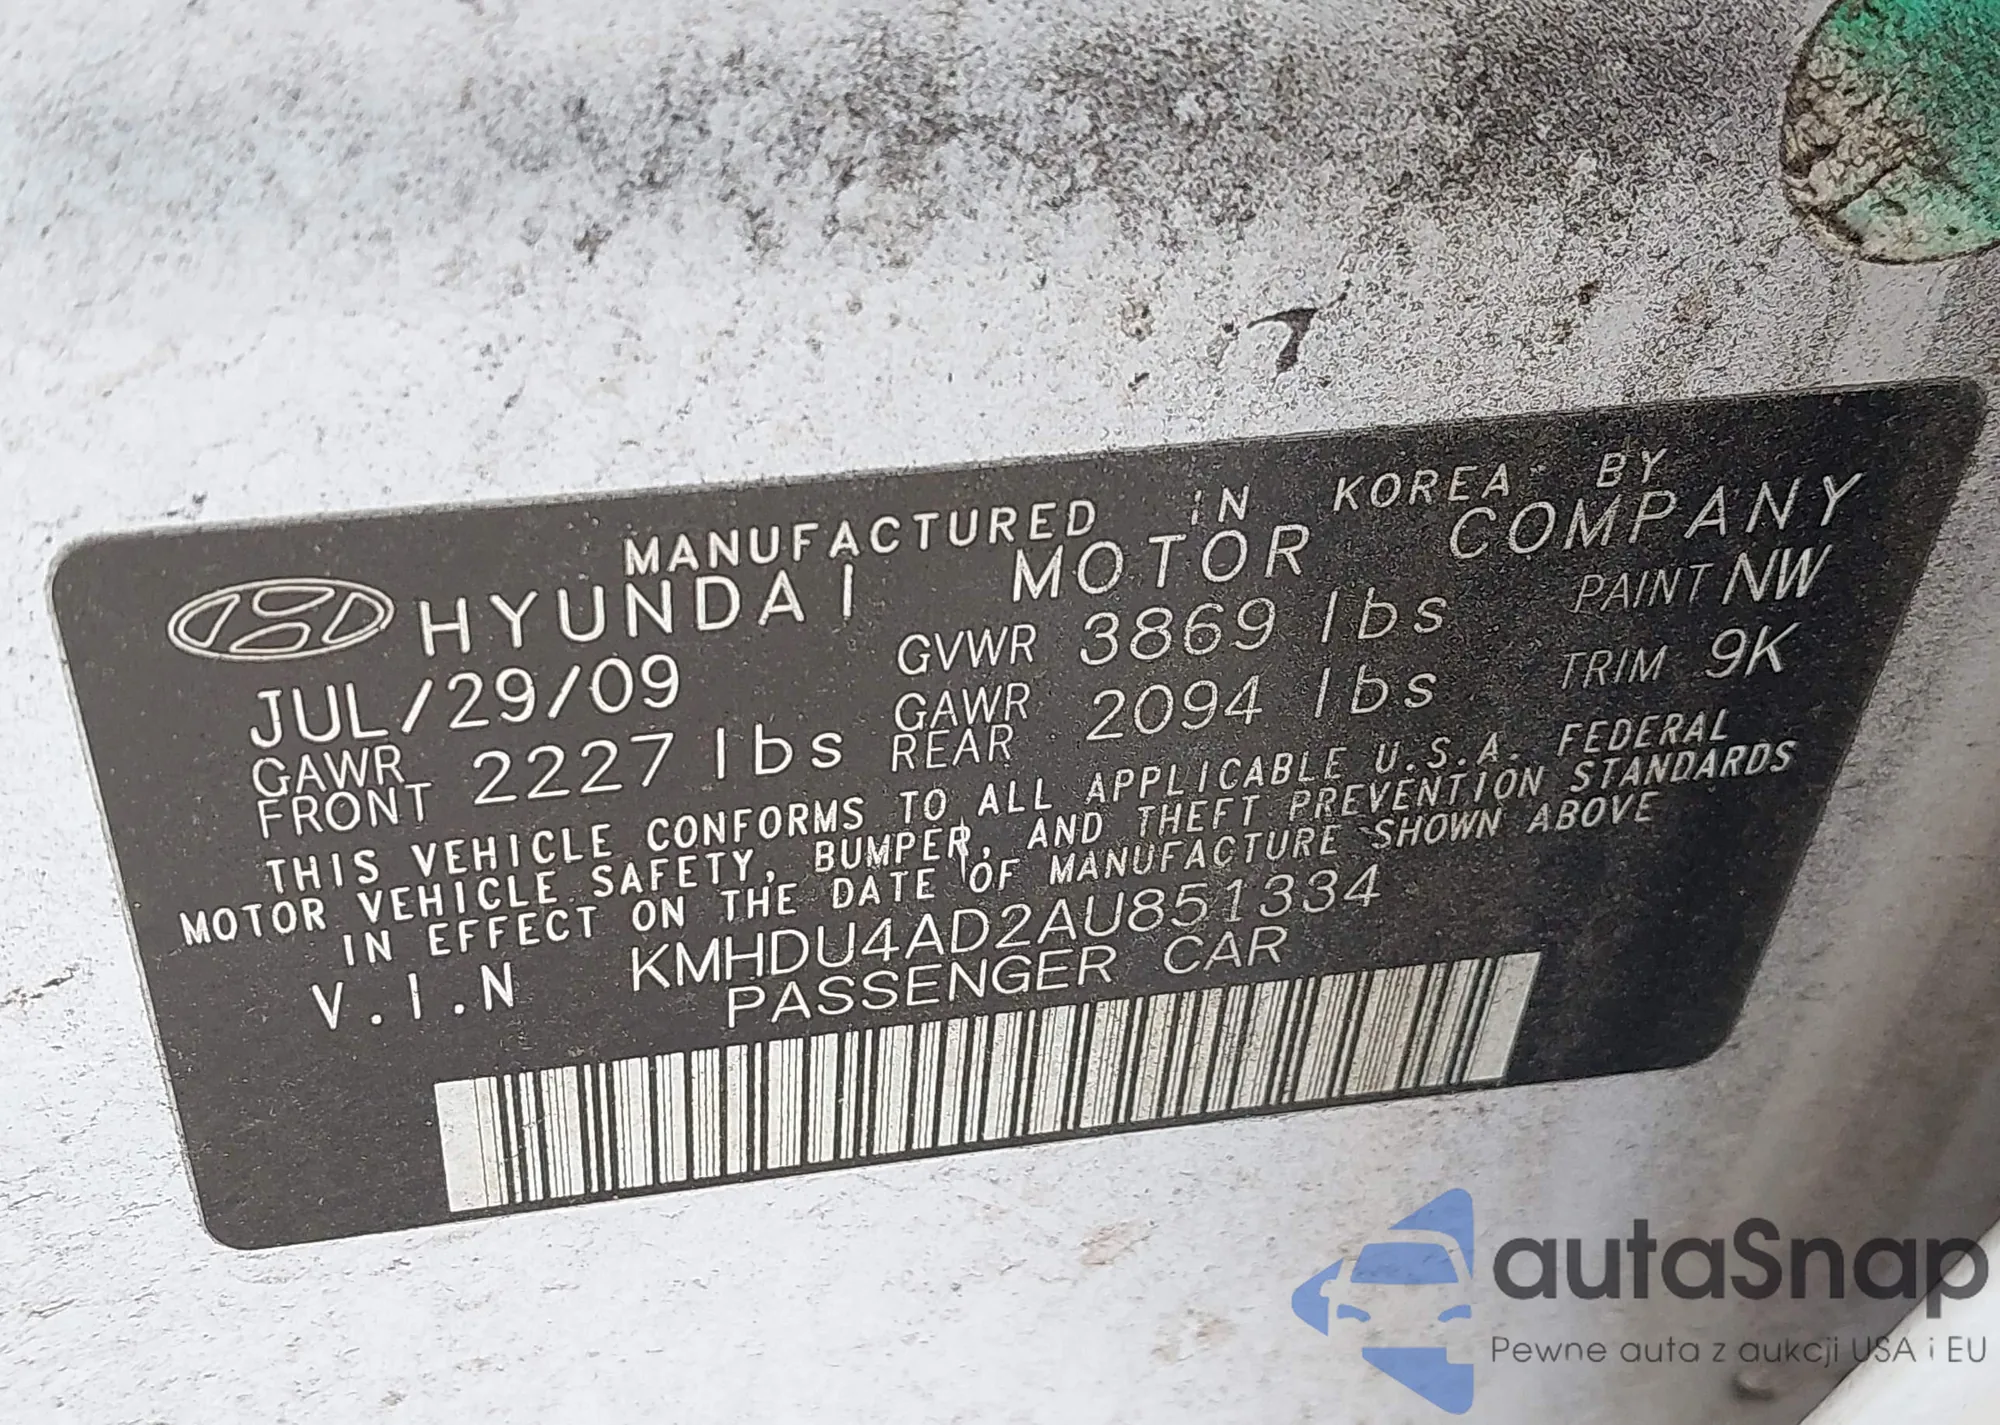 MANUFACTURED IN KOREA BY
HYUNDAI MOTOR COMPANY
JUL/29/09 GVWR 3869 lbs PAINT NW
GAWR FRONT 2227 lbs GAWR REAR 2094 lbs TRIM 9K
THIS VEHICLE CONFORMS TO ALL APPLICABLE U.S.A. FEDERAL
MOTOR VEHICLE SAFETY, BUMPER, AND THEFT PREVENTION STANDARDS
IN EFFECT ON THE DATE OF MANUFACTURE SHOWN ABOVE
V.I.N KMHDU4AD2AU851334
PASSENGER CAR
autaSnap
Pewne auta z aukcji USA i EU